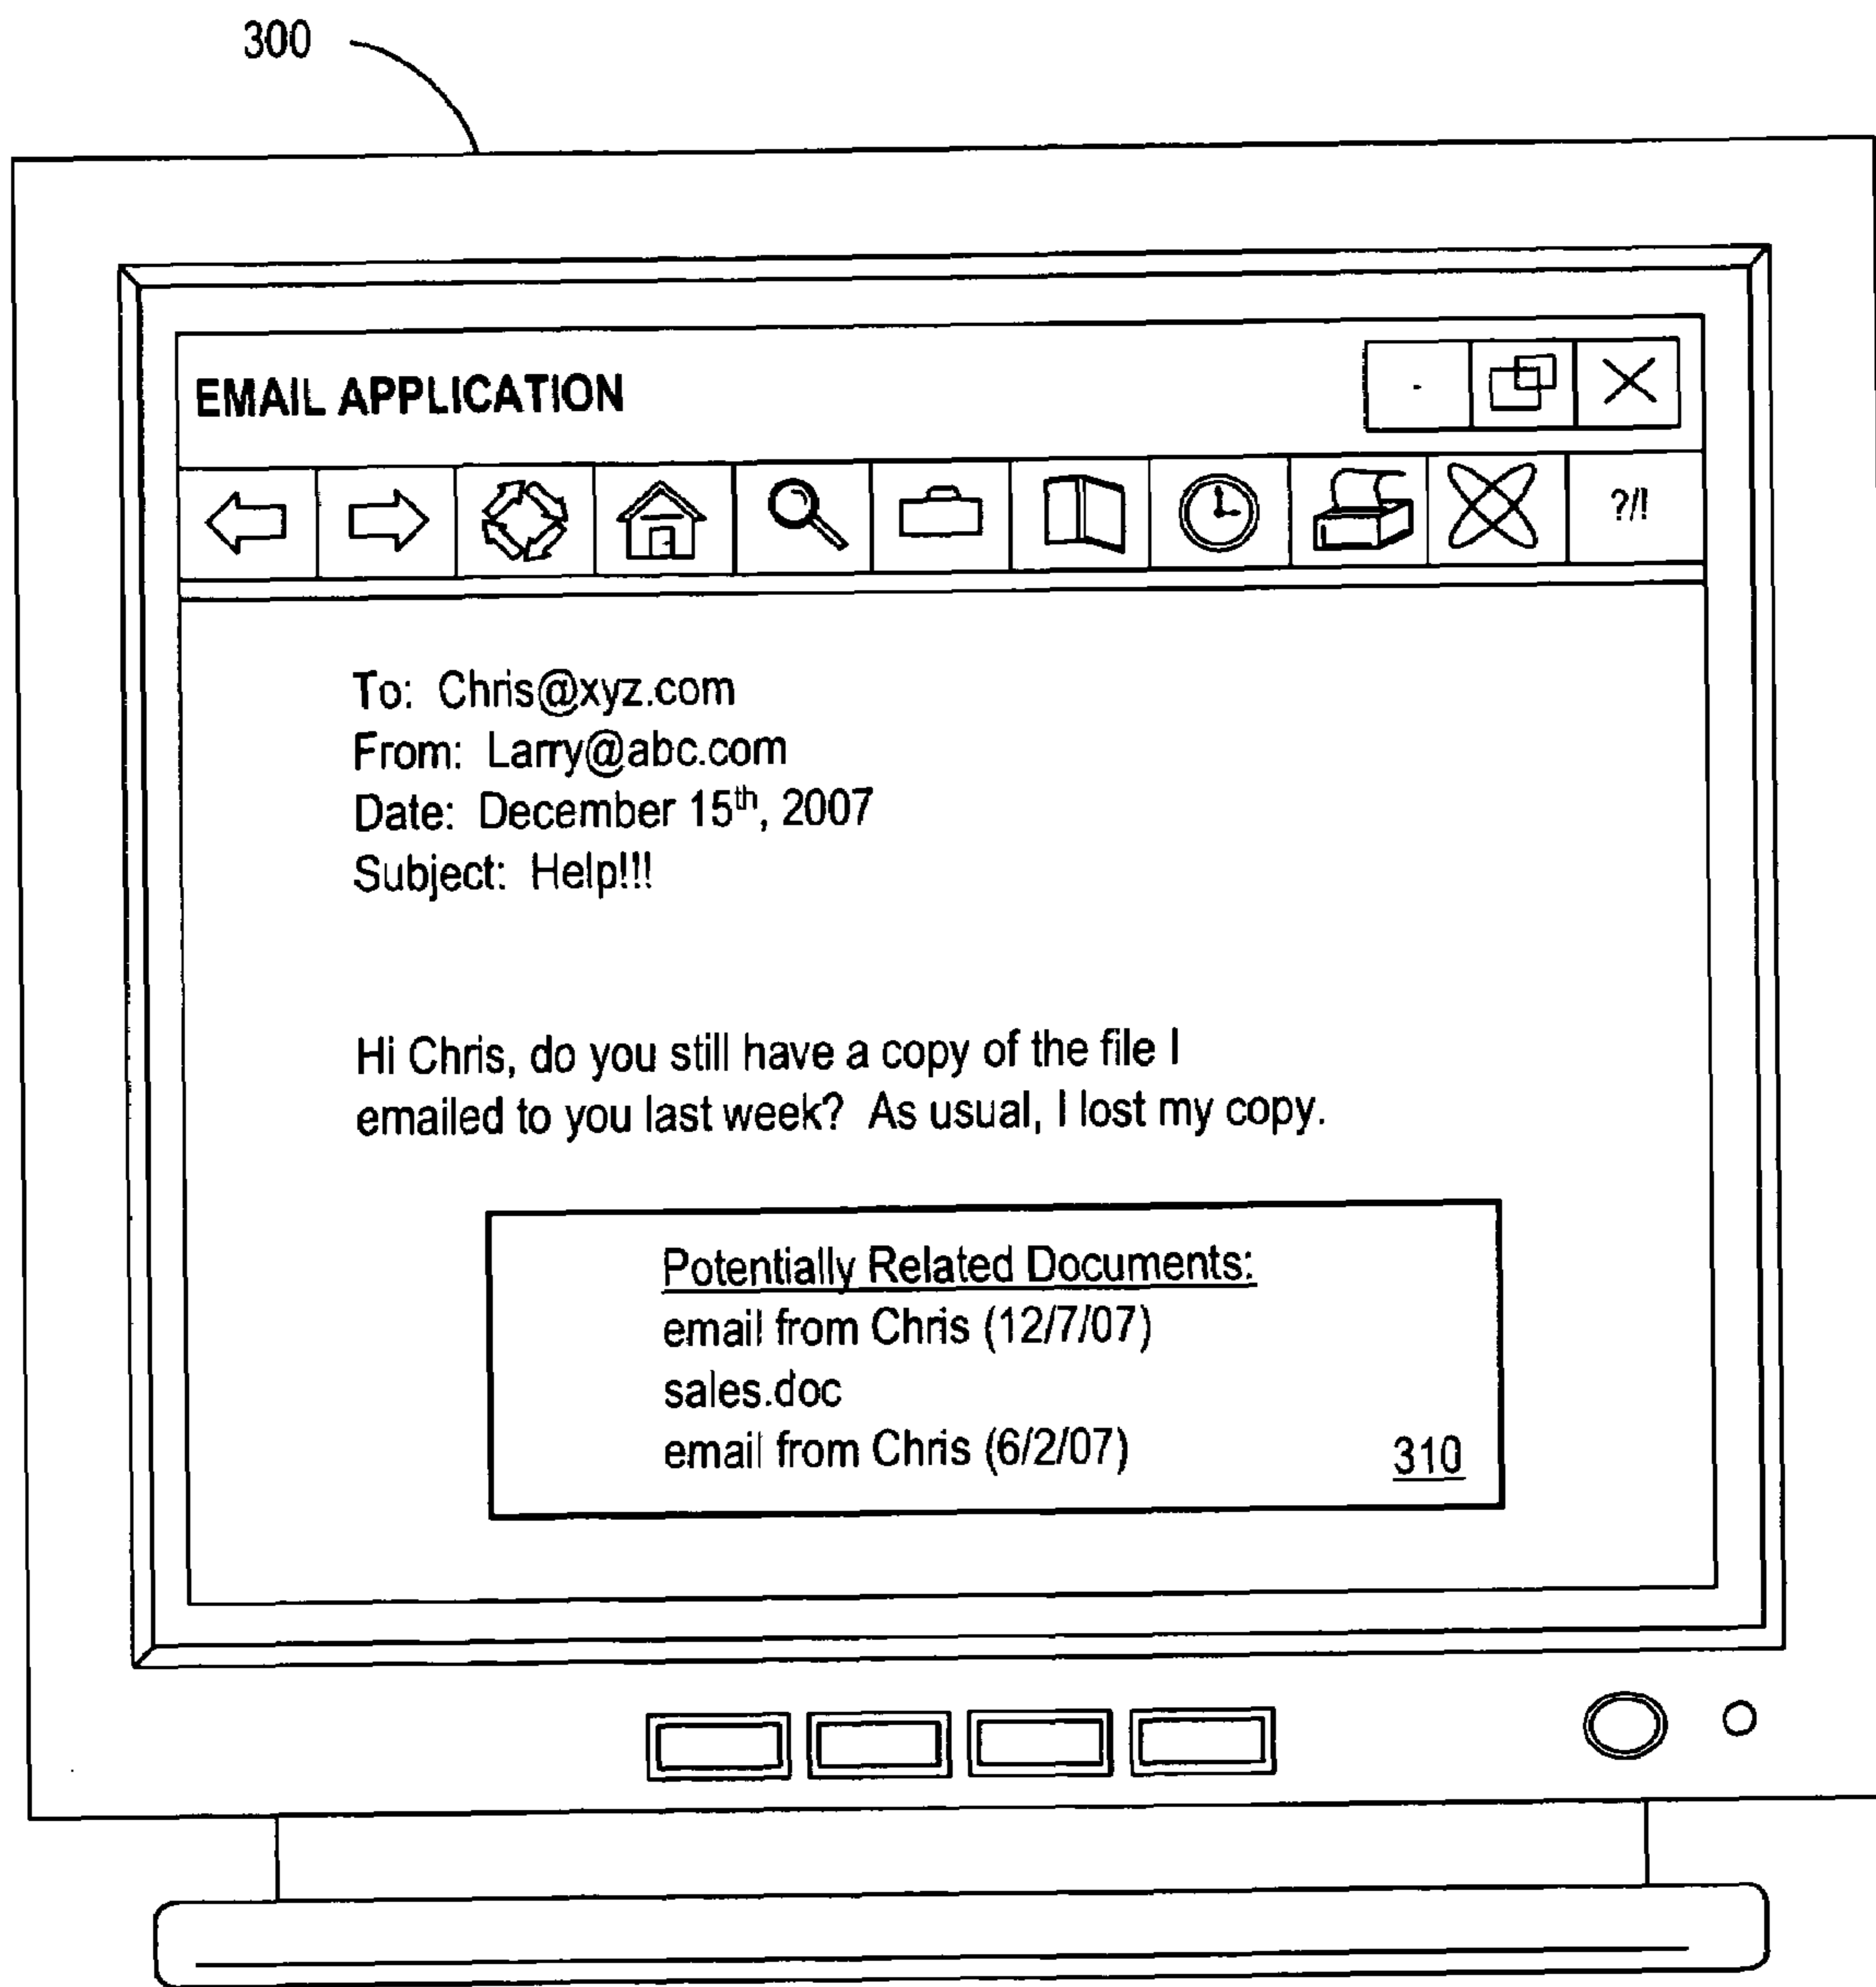 300
EMAIL APPLICATION
?/!
To: Chris@xyz.com
From: Larry@abc.com
Date: December 15th, 2007
Subject: Help!!!
Hi Chris, do you still have a copy of the file I
emailed to you last week? As usual, I lost my copy.
Potentially Related Documents:
email from Chris (12/7/07)
sales.doc
email from Chris (6/2/07)
310